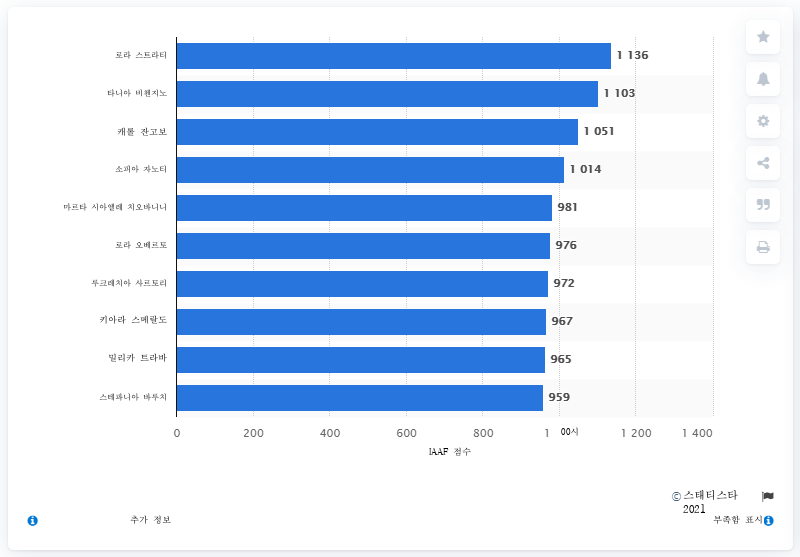 로라 스트라티 1 136
타니아 비첸지노 1 103
캐롤 잔고보 1 051
소피아 자노티 1 014
마르타 시아엘레 치오바니니 981
로라 오베르토 976
루크레치아 사르토리 972
키아라 스메랄도 967
밀리카 트라바 965
스테파니아 바루치 959
0 200 400 600 800 1 00시 1 200 1 400
IAAF 점수
© 스태티스타
2021
추가 정보 부족함 표시